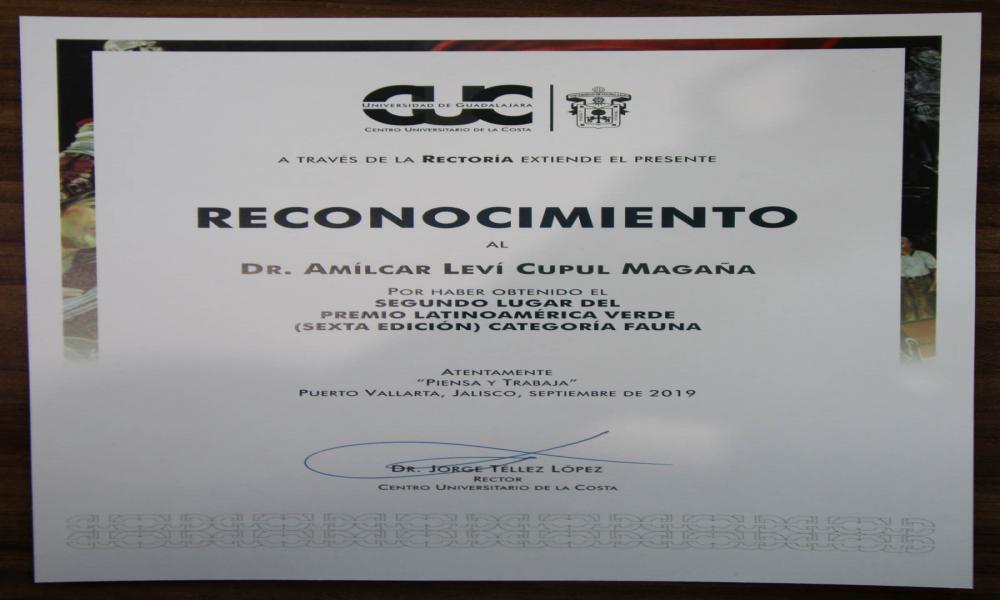 CUC
UNIVERSIDAD DE GUADALAJARA
CENTRO UNIVERSITARIO DE LA COSTA
A TRAVÉS DE LA RECTORÍA EXTIENDE EL PRESENTE
RECONOCIMIENTO
AL
DR. AMÍLCAR LEVÍ CUPUL MAGAÑA
POR HABER OBTENIDO EL
SEGUNDO LUGAR DEL
PREMIO LATINOAMÉRICA VERDE
(SEXTA EDICIÓN) CATEGORÍA FAUNA
ATENTAMENTE
"PIENSA Y TRABAJA"
PUERTO VALLARTA, JALISCO, SEPTIEMBRE DE 2019
DR. JORGE TÉLLEZ LÓPEZ
RECTOR
CENTRO UNIVERSITARIO DE LA COSTA